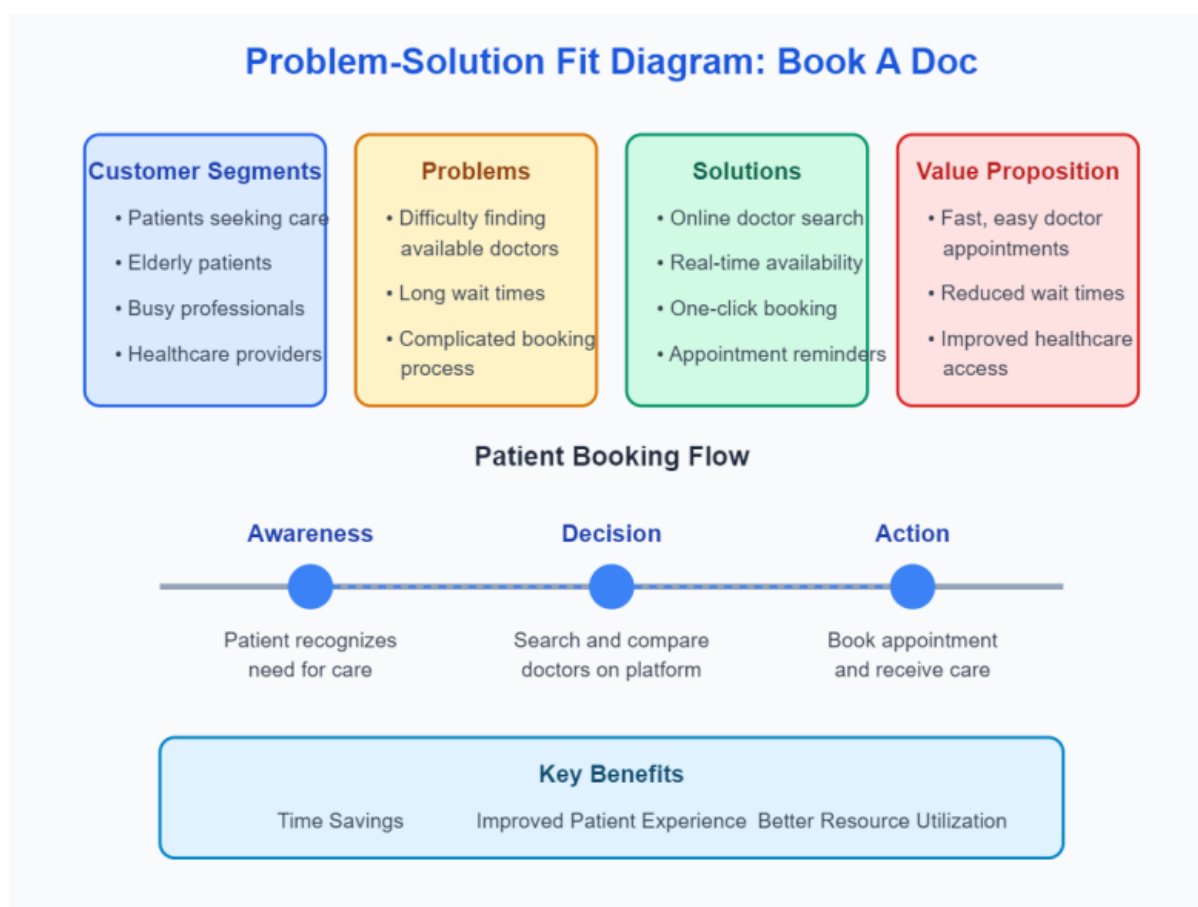 Problem-Solution Fit Diagram: Book A Doc
Customer Segments
• Patients seeking care
• Elderly patients
• Busy professionals
• Healthcare providers
Problems
• Difficulty finding
available doctors
• Long wait times
• Complicated booking
process
Solutions
• Online doctor search
• Real-time availability
• One-click booking
• Appointment reminders
Value Proposition
• Fast, easy doctor
appointments
• Reduced wait times
• Improved healthcare
access
Patient Booking Flow
Awareness
Patient recognizes
need for care
Decision
Search and compare
doctors on platform
Action
Book appointment
and receive care
Key Benefits
Time Savings
Improved Patient Experience
Better Resource Utilization